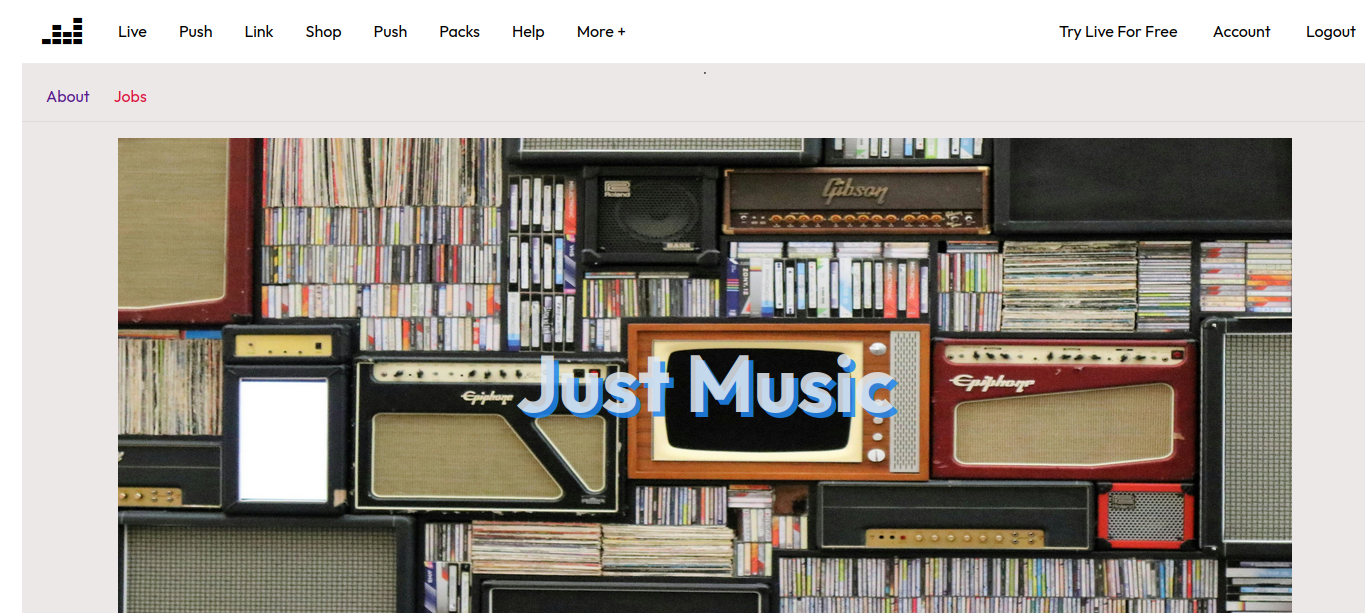 Live Push Link Shop Push Packs Help More + Try Live For Free Account Logout
About Jobs
Roland
Gibson
BASS
Just Music
Epiphone
Epiphone